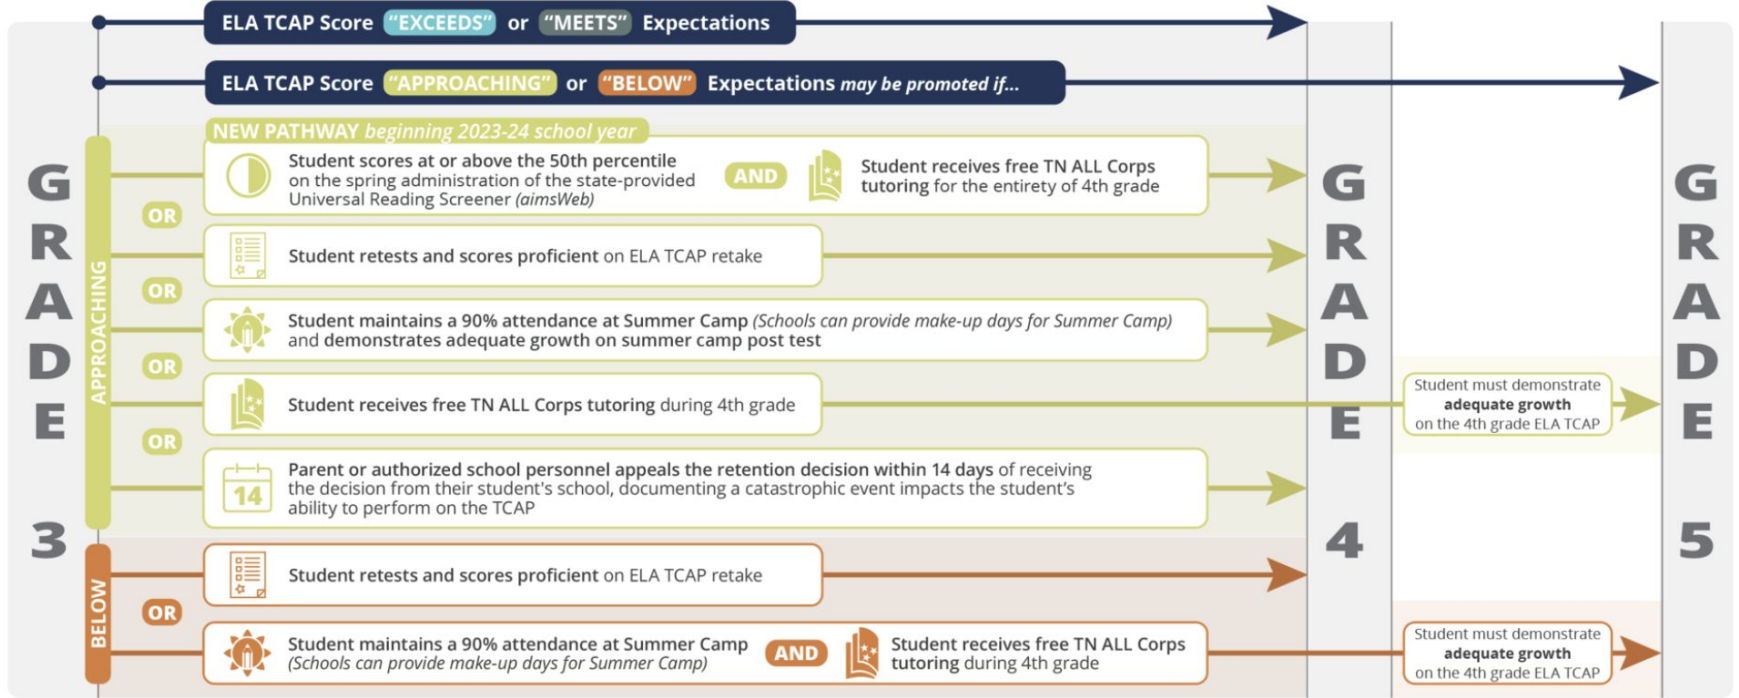 ELA TCAP Score “EXCEEDS” or “MEETS” Expectations
ELA TCAP Score “APPROACHING” or “BELOW” Expectations may be promoted if...
GRADE 3
GRADE 4
GRADE 5
APPROACHING
NEW PATHWAY beginning 2023-24 school year
Student scores at or above the 50th percentile
on the spring administration of the state-provided
Universal Reading Screener (aimsWeb)
AND
Student receives free TN ALL Corps
tutoring for the entirety of 4th grade
OR
Student retests and scores proficient on ELA TCAP retake
OR
Student maintains a 90% attendance at Summer Camp (Schools can provide make-up days for Summer Camp)
and demonstrates adequate growth on summer camp post test
OR
Student receives free TN ALL Corps tutoring during 4th grade
Student must demonstrate
adequate growth
on the 4th grade ELA TCAP
OR
14
Parent or authorized school personnel appeals the retention decision within 14 days of receiving
the decision from their student's school, documenting a catastrophic event impacts the student’s
ability to perform on the TCAP
BELOW
Student retests and scores proficient on ELA TCAP retake
OR
Student maintains a 90% attendance at Summer Camp
(Schools can provide make-up days for Summer Camp)
AND
Student receives free TN ALL Corps
tutoring during 4th grade
Student must demonstrate
adequate growth
on the 4th grade ELA TCAP